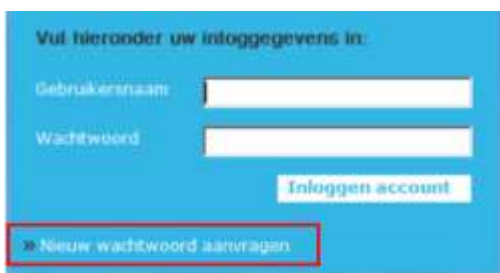 Vul hieronder uw inloggegevens in:
Gebruikersnaam
Wachtwoord
Inloggen account
» Nieuw wachtwoord aanvragen